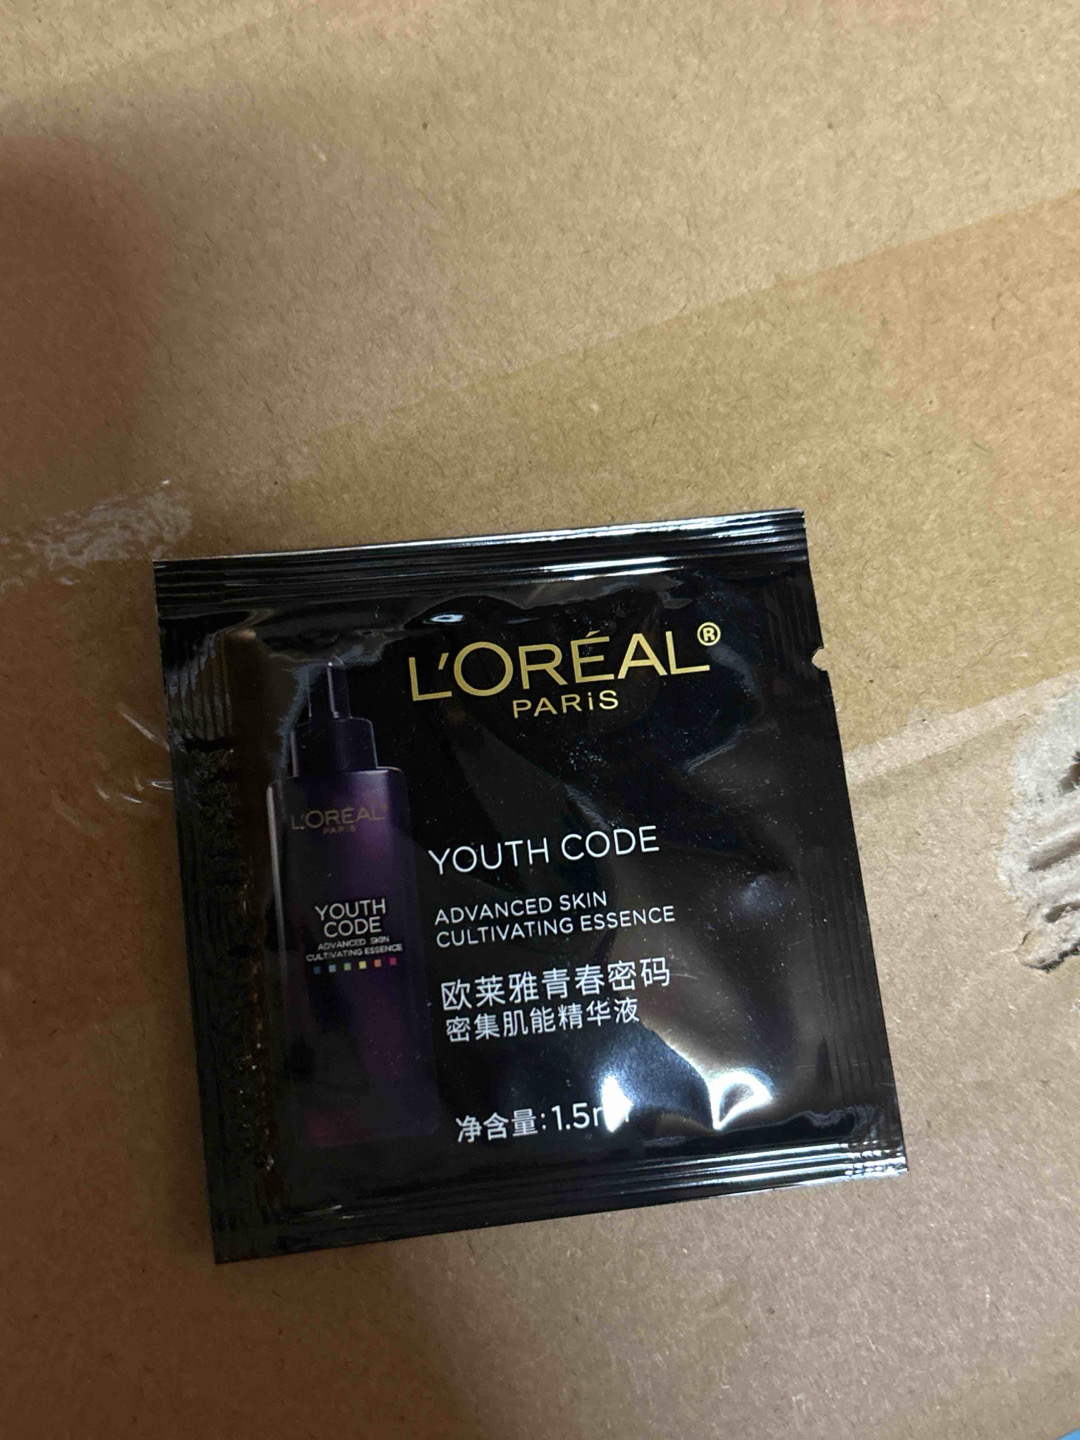 L'ORÉAL®
PARiS
YOUTH CODE
ADVANCED SKIN
CULTIVATING ESSENCE
欧莱雅青春密码
密集肌能精华液
净含量:1.5
L'ORÉAL
PARIS
YOUTH
CODE
ADVANCED SKIN
CULTIVATING ESSENCE